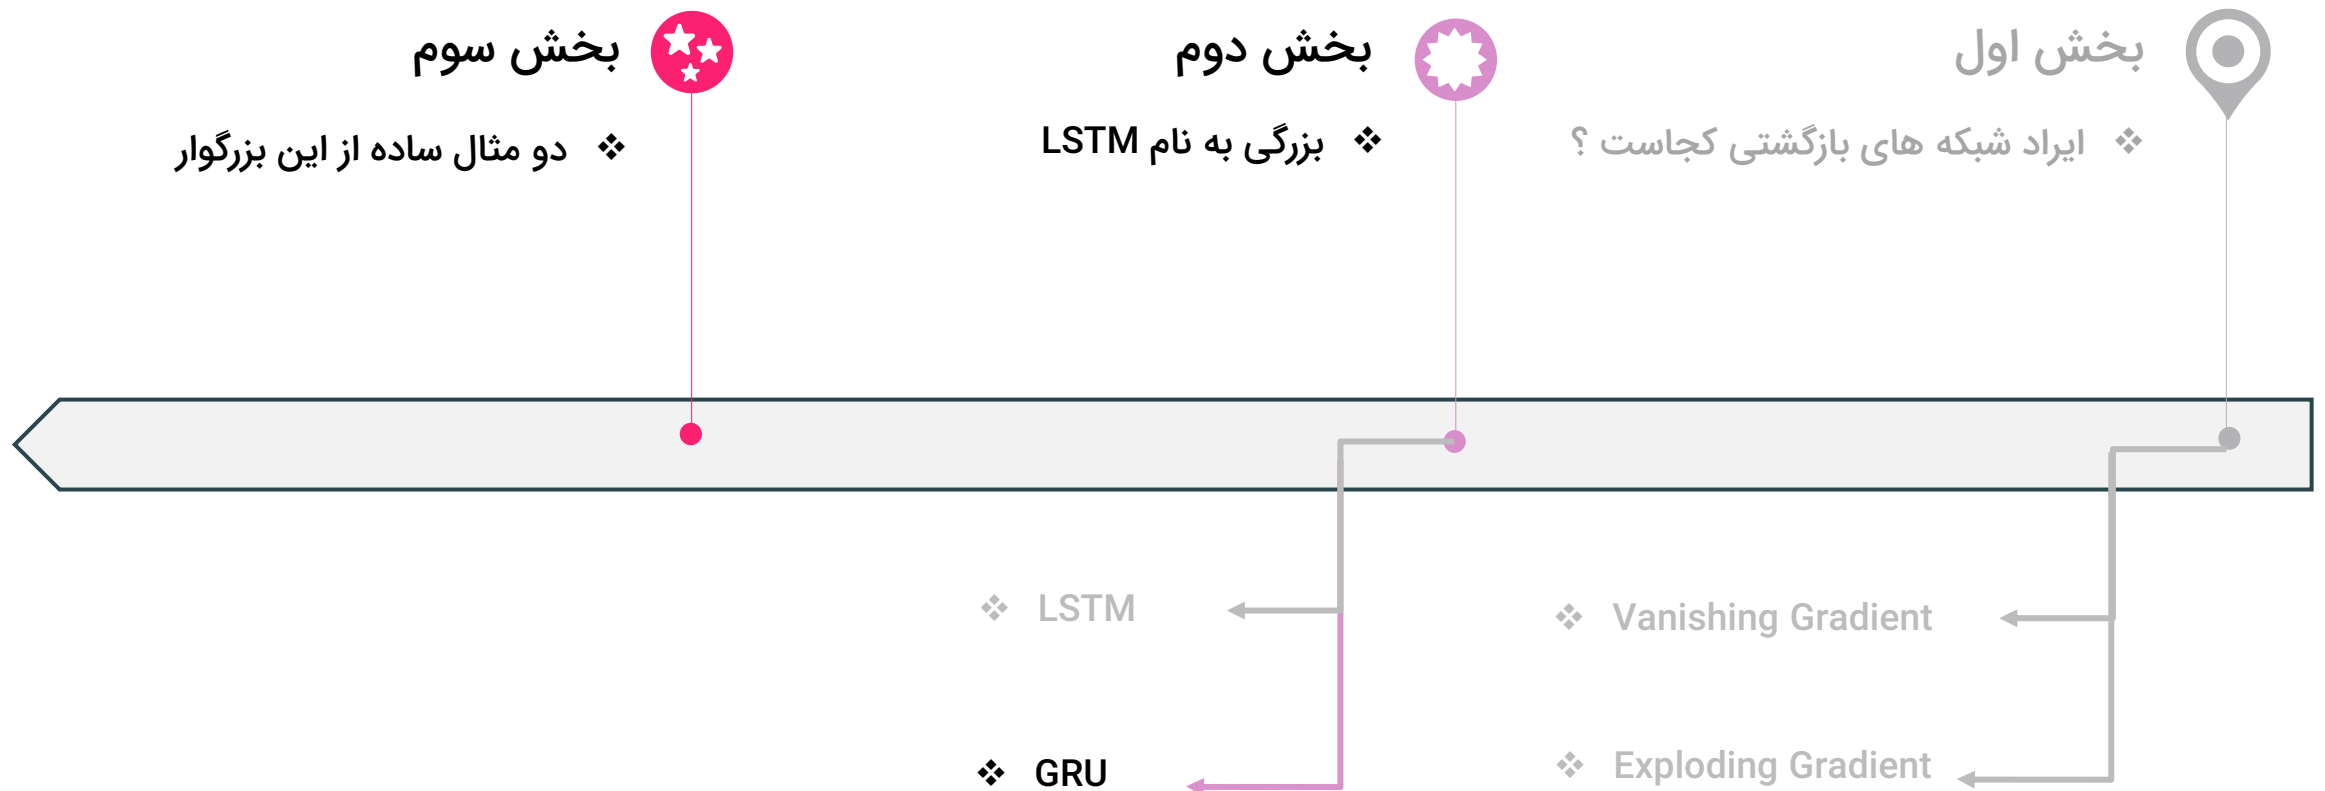 بخش اول
ایراد شبکه های بازگشتی کجاست ؟
Vanishing Gradient
Exploding Gradient
بخش دوم
بزرگی به نام LSTM
LSTM
GRU
بخش سوم
دو مثال ساده از این بزرگوار